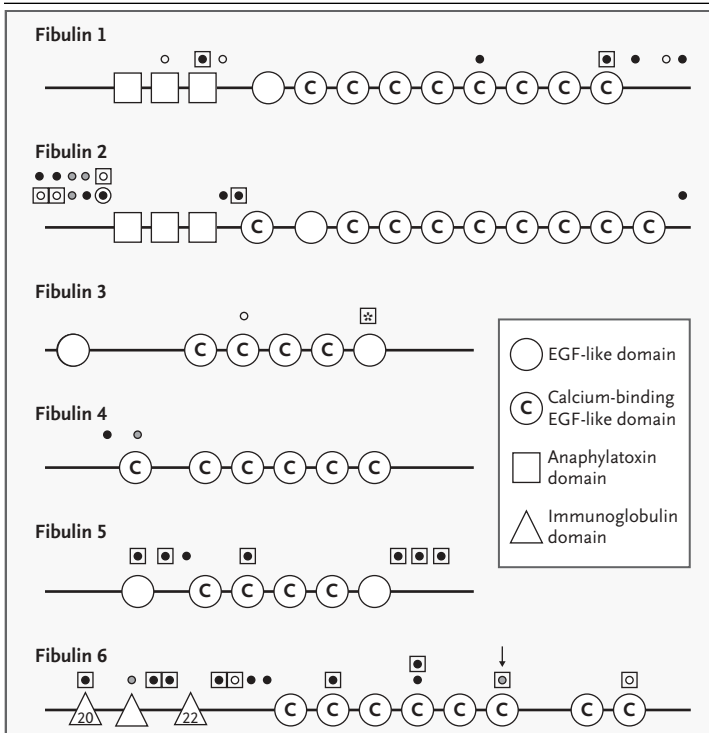 Fibulin 1
C C C C C C C C
Fibulin 2
C C C C C C C C C
Fibulin 3
C C C C
*
EGF-like domain
C
Calcium-binding
EGF-like domain
Anaphylatoxin
domain
Immunoglobulin
domain
Fibulin 4
C C C C C C
Fibulin 5
C C C C
Fibulin 6
20 22 C C C C C C C C